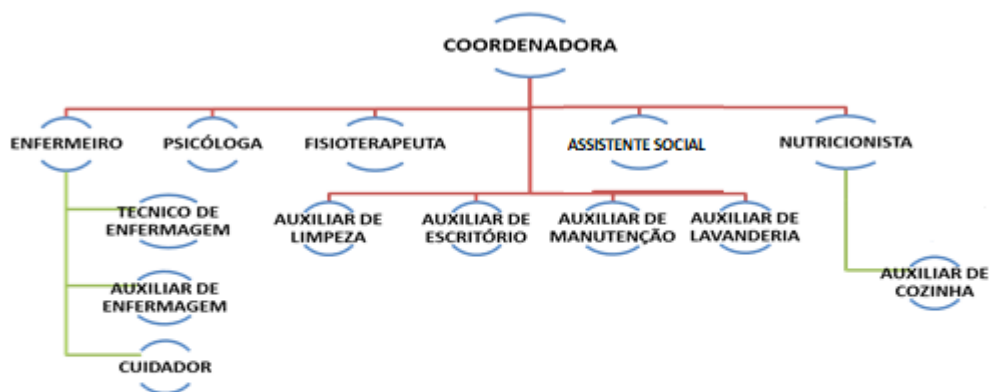 COORDENADORA
ENFERMEIRO
PSICÓLOGA
FISIOTERAPEUTA
ASSISTENTE SOCIAL
NUTRICIONISTA
TECNICO DE
ENFERMAGEM
AUXILIAR DE
LIMPEZA
AUXILIAR DE
ESCRITÓRIO
AUXILIAR DE
MANUTENÇÃO
AUXILIAR DE
LAVANDERIA
AUXILIAR DE
ENFERMAGEM
AUXILIAR DE
COZINHA
CUIDADOR